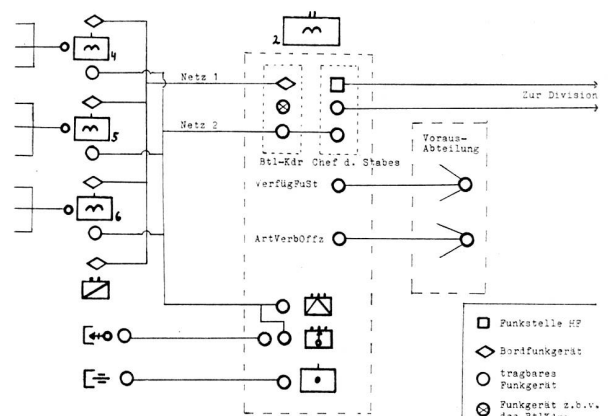 2
4
Netz 1
Zur Division
5
Netz 2
Voraus-
Abteilung
Btl-Kdr
Chef d. Stabes
VerfügFuSt
6
ArtVerbOffz
Funkstelle HF
Bordfunkgerät
tragbares
Funkgerät
Funkgerät z.b.v.